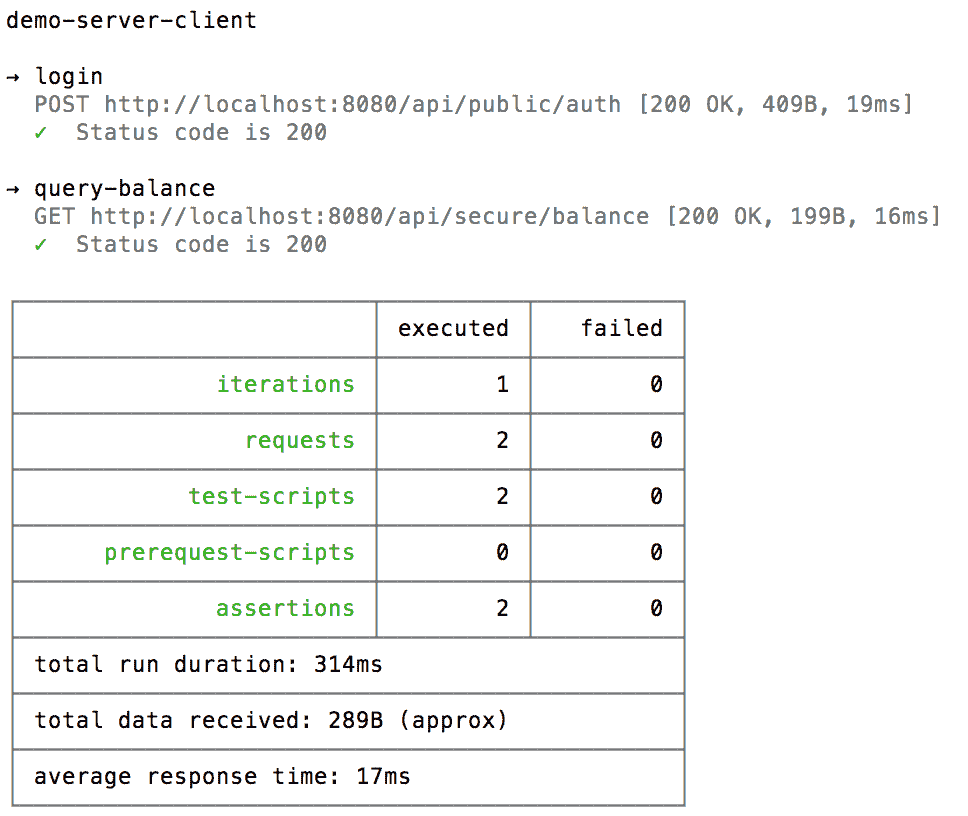 demo-server-client
→ login
POST http://localhost:8080/api/public/auth [200 OK, 409B, 19ms]
✓ Status code is 200
→ query-balance
GET http://localhost:8080/api/secure/balance [200 OK, 199B, 16ms]
✓ Status code is 200
executed failed
iterations 1 0
requests 2 0
test-scripts 2 0
prerequest-scripts 0 0
assertions 2 0
total run duration: 314ms
total data received: 289B (approx)
average response time: 17ms